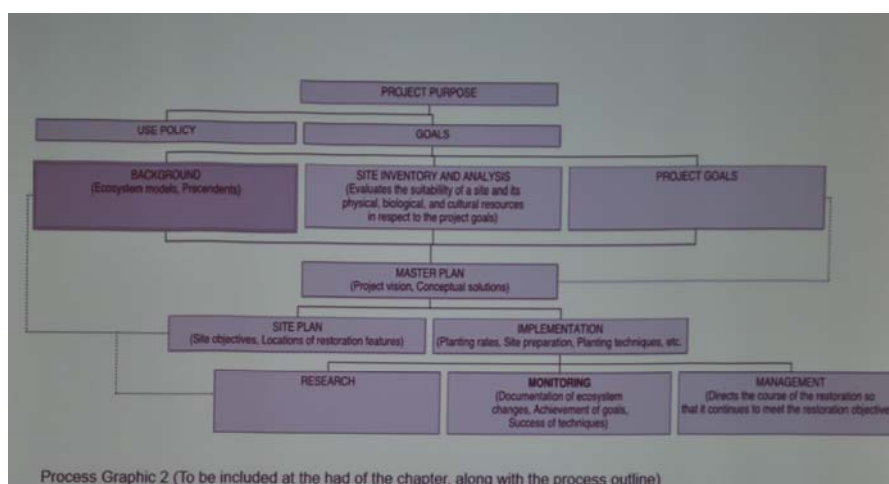 PROJECT PURPOSE
USE POLICY
GOALS
BACKGROUND
(Ecosystem models, Precendents)
SITE INVENTORY AND ANALYSIS
(Evaluates the suitability of a site and its
physical, biological, and cultural resources
in respect to the project goals)
PROJECT GOALS
MASTER PLAN
(Project vision, Conceptual solutions)
SITE PLAN
(Site objectives, Locations of restoration features)
IMPLEMENTATION
(Planting rates, Site preparation, Planting techniques, etc.
RESEARCH
MONITORING
(Documentation of ecosystem
changes, Achievement of goals,
Success of techniques)
MANAGEMENT
(Directs the course of the restoration so
that it continues to meet the restoration objective
Process Graphic 2 (To be included at the had of the chapter, along with the process outline)